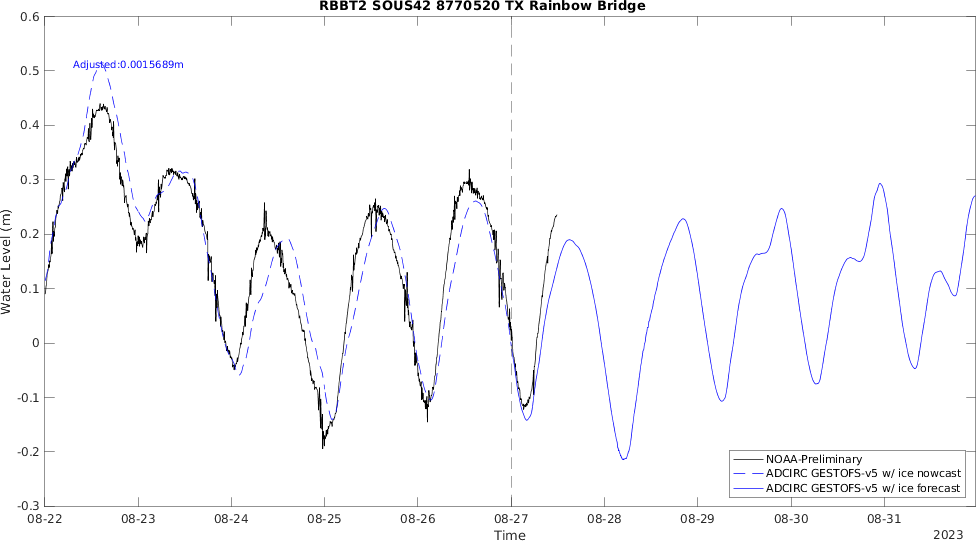 RBBT2 SOUS42 8770520 TX Rainbow Bridge
0.6
0.5
0.4
0.3
0.2
0.1
0
-0.1
-0.2
-0.3
Water Level (m)
Adjusted:0.0015689m
NOAA-Preliminary
ADCIRC GESTOFS-v5 w/ ice nowcast
ADCIRC GESTOFS-v5 w/ ice forecast
08-22 08-23 08-24 08-25 08-26 08-27 08-28 08-29 08-30 08-31
Time
2023